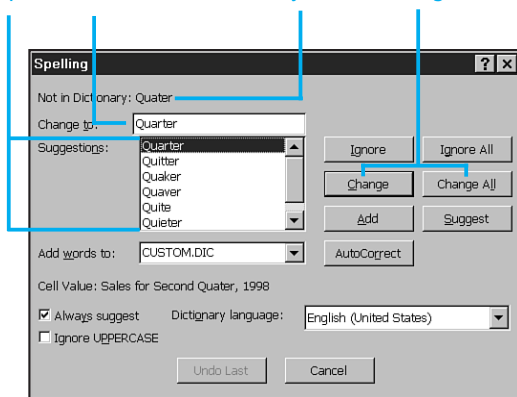 Spelling
Not in Dictionary: Quater
Change to: Quarter
Suggestions:
Quarter
Quitter
Quaker
Quaver
Quite
Quieter
Ignore Ignore All
Change Change All
Add Suggest
Add words to: CUSTOM.DIC AutoCorrect
Cell Value: Sales for Second Quater, 1998
Always suggest Dictionary language: English (United States)
Ignore UPPERCASE
Undo Last Cancel